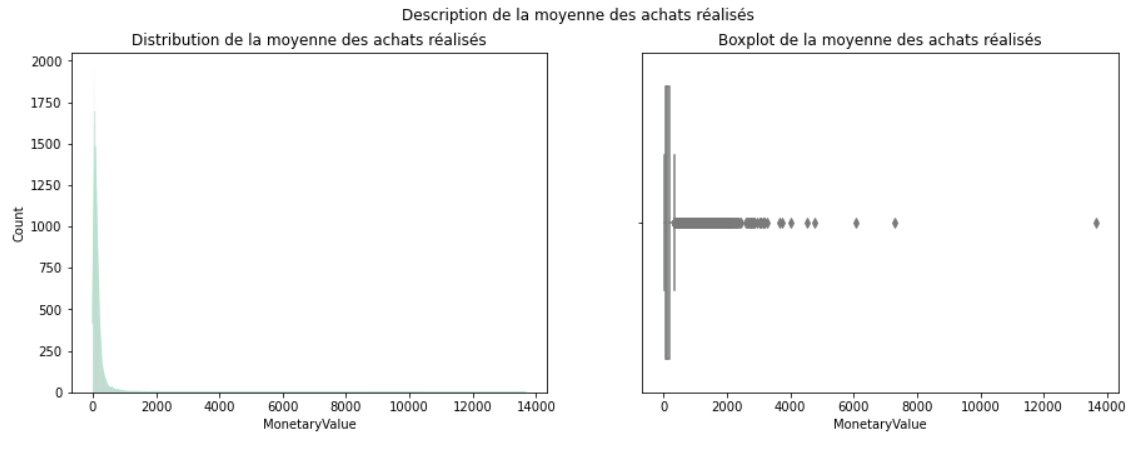 Description de la moyenne des achats réalisés
Distribution de la moyenne des achats réalisés
2000
1750
1500
1250
1000
750
500
250
0
Count
0 2000 4000 6000 8000 10000 12000 14000
MonetaryValue
Boxplot de la moyenne des achats réalisés
0 2000 4000 6000 8000 10000 12000 14000
MonetaryValue